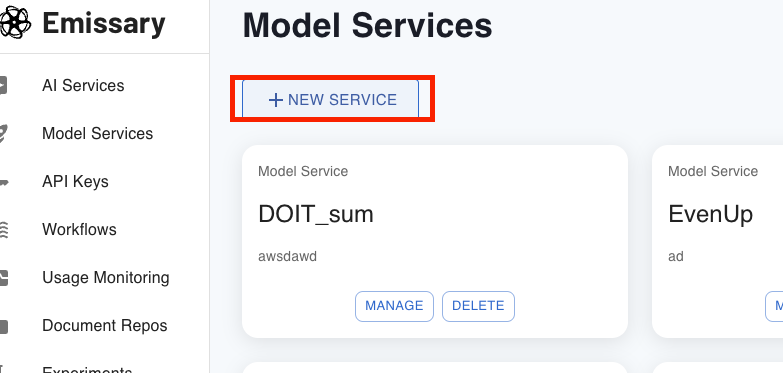 Emissary
AI Services
Model Services
API Keys
Workflows
Usage Monitoring
Document Repos
Experiments
Model Services
+ NEW SERVICE
Model Service
DOIT_sum
awsdawd
MANAGE
DELETE
Model Service
EvenUp
ad